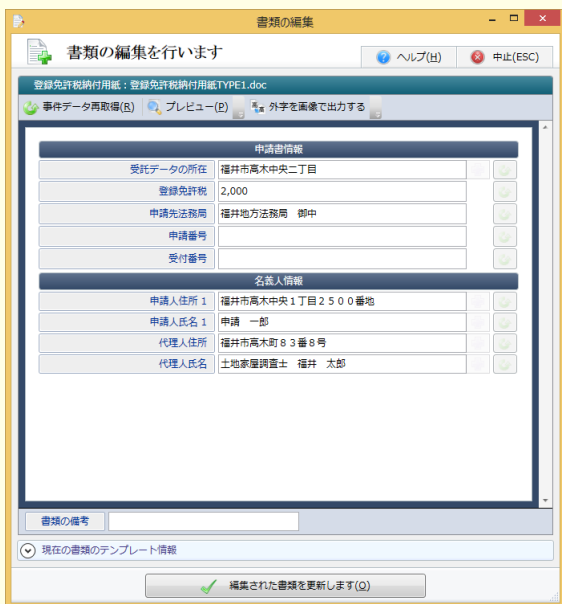 書類の編集
書類の編集を行います
ヘルプ(H)
中止(ESC)
登録免許税納付用紙：登録免許税納付用紙TYPE1.doc
事件データ再取得(R)
プレビュー(P)
外字を画像で出力する
申請書情報
受託データの所在 福井市高木中央二丁目
登録免許税 2,000
申請先法務局 福井地方法務局　御中
申請番号
受付番号
名義人情報
申請人住所 1 福井市高木中央１丁目２５００番地
申請人氏名 1 申請　一郎
代理人住所 福井市高木町８３番８号
代理人氏名 土地家屋調査士　福井　太郎
書類の備考
現在の書類のテンプレート情報
編集された書類を更新します(O)